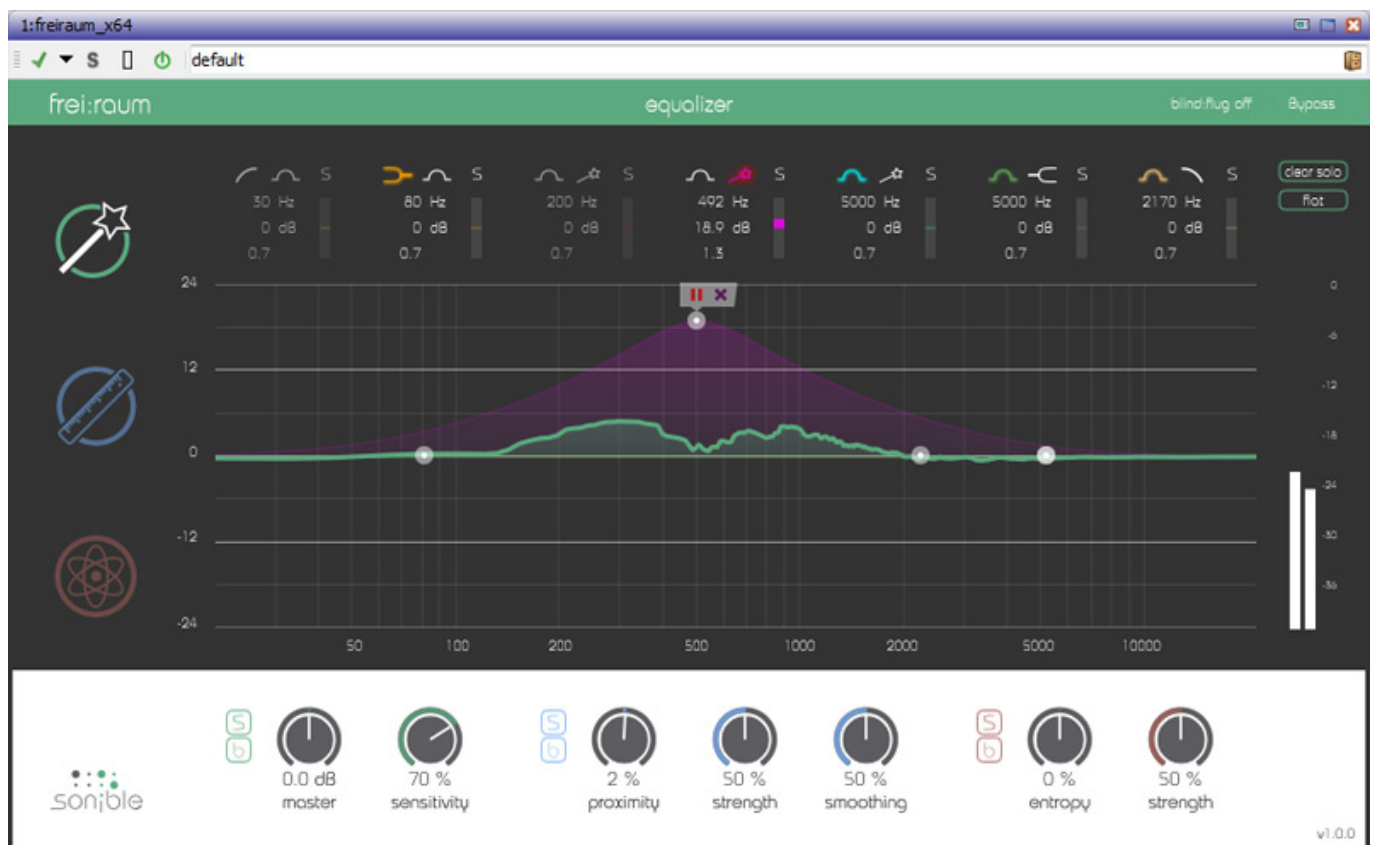 1:freiraum_x64
S default
frei:raum equalizer blind:flug off Bypass
S S S S S S S clear solo
30 Hz 80 Hz 200 Hz 492 Hz 5000 Hz 5000 Hz 2170 Hz flat
0 dB 0 dB 0 dB 18.9 dB 0 dB 0 dB 0 dB
0.7 0.7 0.7 1.3 0.7 0.7 0.7
24 0
-6
12 -12
-18
0
-24
-12 -30
-36
-24
50 100 200 500 1000 2000 5000 10000
S S S
b b b
0.0 dB 70 % 2 % 50 % 50 % 0 % 50 %
master sensitivity proximity strength smoothing entropy strength
sonible
v1.0.0